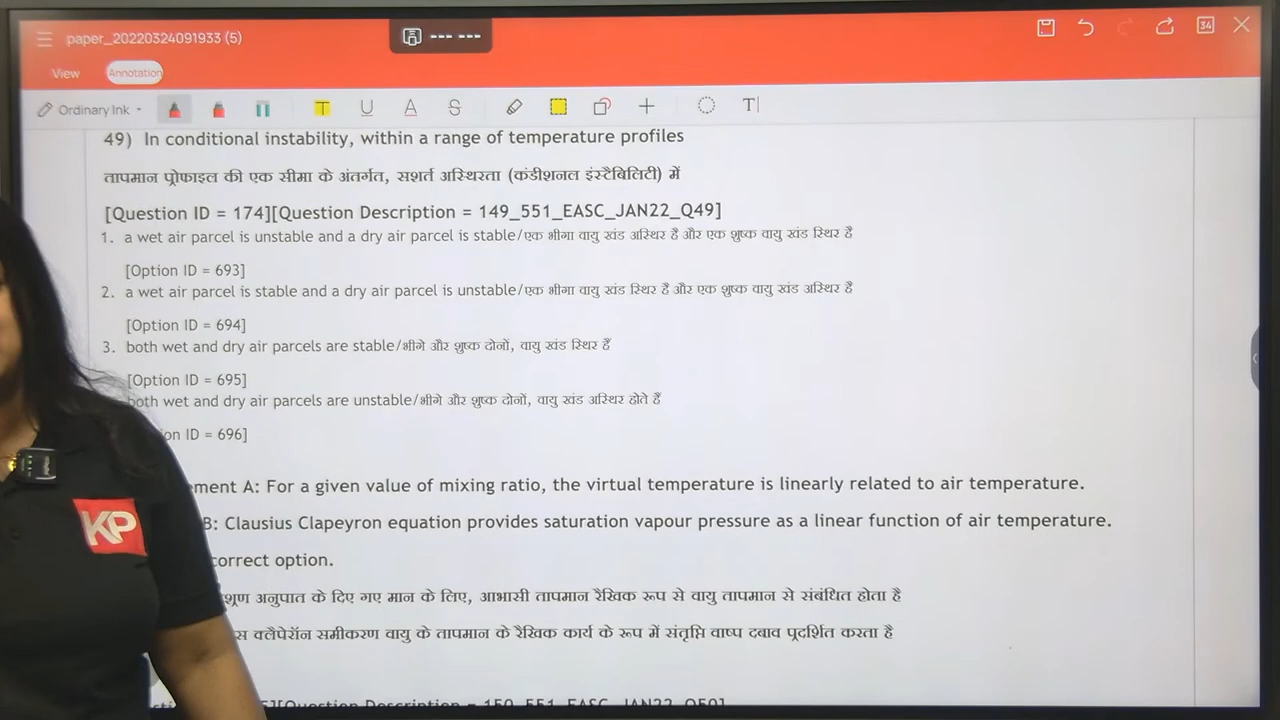 paper_20220324091933 (5)
34
View
Annotation
Ordinary Ink
T U A S T
49) In conditional instability, within a range of temperature profiles
तापमान प्रोफाइल की एक सीमा के अंतर्गत, सशर्त अस्थिरता (कंडीशनल इंस्टैबिलिटी) में
[Question ID = 174][Question Description = 149_551_EASC_JAN22_Q49]
1. a wet air parcel is unstable and a dry air parcel is stable/एक भीगा वायु खंड अस्थिर है और एक शुष्क वायु खंड स्थिर है
[Option ID = 693]
2. a wet air parcel is stable and a dry air parcel is unstable/एक भीगा वायु खंड स्थिर है और एक शुष्क वायु खंड अस्थिर है
[Option ID = 694]
3. both wet and dry air parcels are stable/भीगे और शुष्क दोनों, वायु खंड स्थिर हैं
[Option ID = 695]
both wet and dry air parcels are unstable/भीगे और शुष्क दोनों, वायु खंड अस्थिर होते हैं
on ID = 696]
ment A: For a given value of mixing ratio, the virtual temperature is linearly related to air temperature.
B: Clausius Clapeyron equation provides saturation vapour pressure as a linear function of air temperature.
correct option.
अनुपात के दिए गए मान के लिए, आभासी तापमान रैखिक रूप से वायु तापमान से संबंधित होता है
स क्लैपेरॉन समीकरण वायु के तापमान के रैखिक कार्य के रूप में संतृप्ति वाष्प दबाव प्रदर्शित करता है
][Question Description = 150_551_EASC_JAN22_Q50]
KP